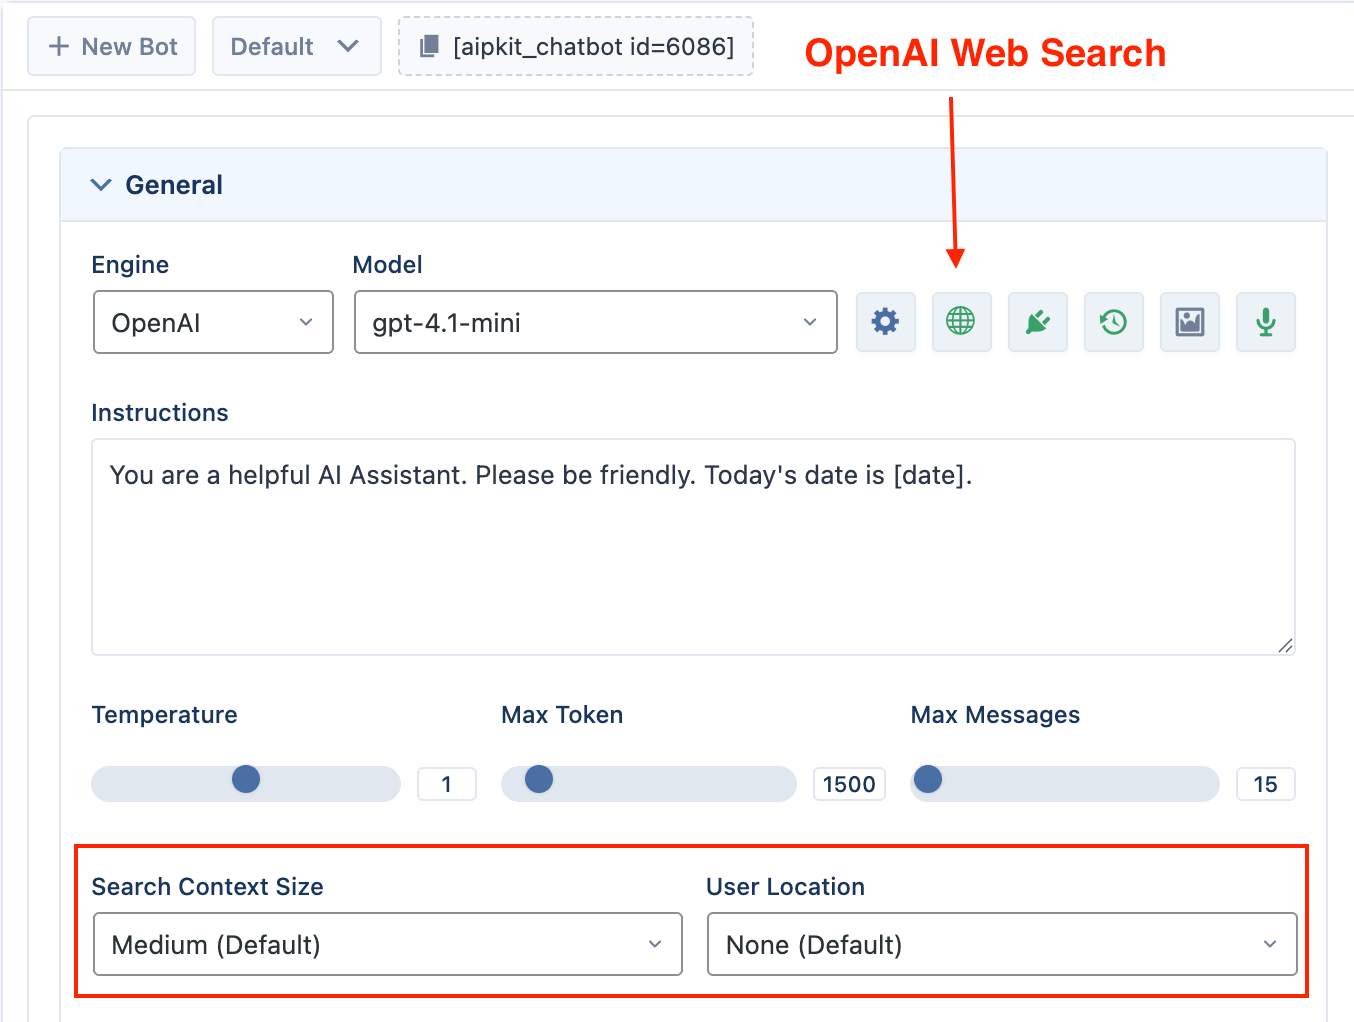 New Bot
Default
[aipkit_chatbot id=6086]
OpenAI Web Search
General
Engine
Model
OpenAI
gpt-4.1-mini
Instructions
You are a helpful AI Assistant. Please be friendly. Today's date is [date].
Temperature
Max Token
Max Messages
1
1500
15
Search Context Size
User Location
Medium (Default)
None (Default)